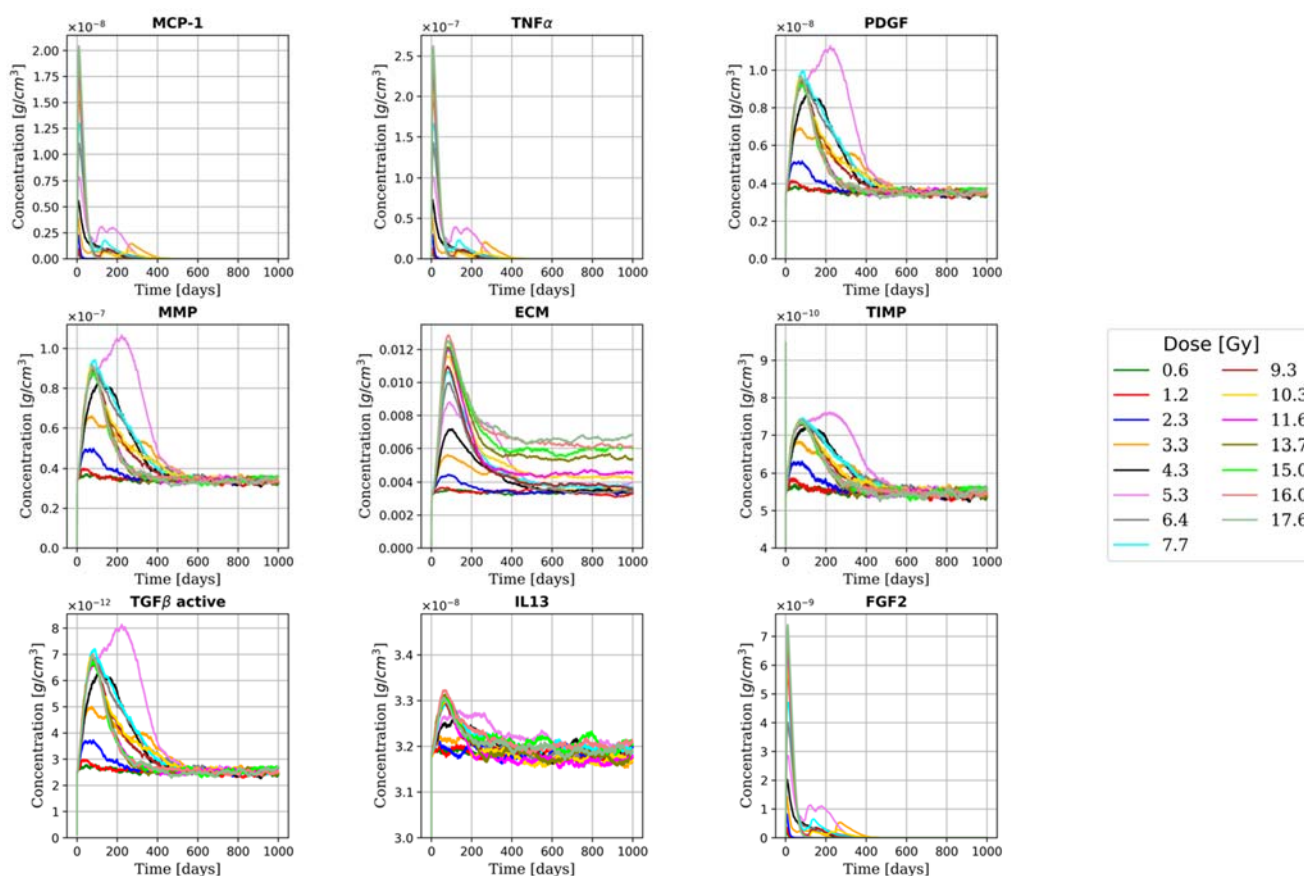 MCP-1
×10⁻⁸
Concentration [g/cm³]
2.00
1.75
1.50
1.25
1.00
0.75
0.50
0.25
0.00
0 200 400 600 800 1000
Time [days]
TNFα
×10⁻⁷
Concentration [g/cm³]
2.5
2.0
1.5
1.0
0.5
0.0
0 200 400 600 800 1000
Time [days]
PDGF
×10⁻⁸
Concentration [g/cm³]
1.0
0.8
0.6
0.4
0.2
0.0
0 200 400 600 800 1000
Time [days]
MMP
×10⁻⁷
Concentration [g/cm³]
1.0
0.8
0.6
0.4
0.2
0.0
0 200 400 600 800 1000
Time [days]
ECM
Concentration [g/cm³]
0.012
0.010
0.008
0.006
0.004
0.002
0.000
0 200 400 600 800 1000
Time [days]
TIMP
×10⁻¹⁰
Concentration [g/cm³]
9
8
7
6
5
4
0 200 400 600 800 1000
Time [days]
Dose [Gy]
0.6 9.3
1.2 10.3
2.3 11.6
3.3 13.7
4.3 15.0
5.3 16.0
6.4 17.6
7.7
TGFβ active
×10⁻¹²
Concentration [g/cm³]
8
7
6
5
4
3
2
1
0
0 200 400 600 800 1000
Time [days]
IL13
×10⁻⁸
Concentration [g/cm³]
3.4
3.3
3.2
3.1
3.0
0 200 400 600 800 1000
Time [days]
FGF2
×10⁻⁹
Concentration [g/cm³]
7
6
5
4
3
2
1
0
0 200 400 600 800 1000
Time [days]